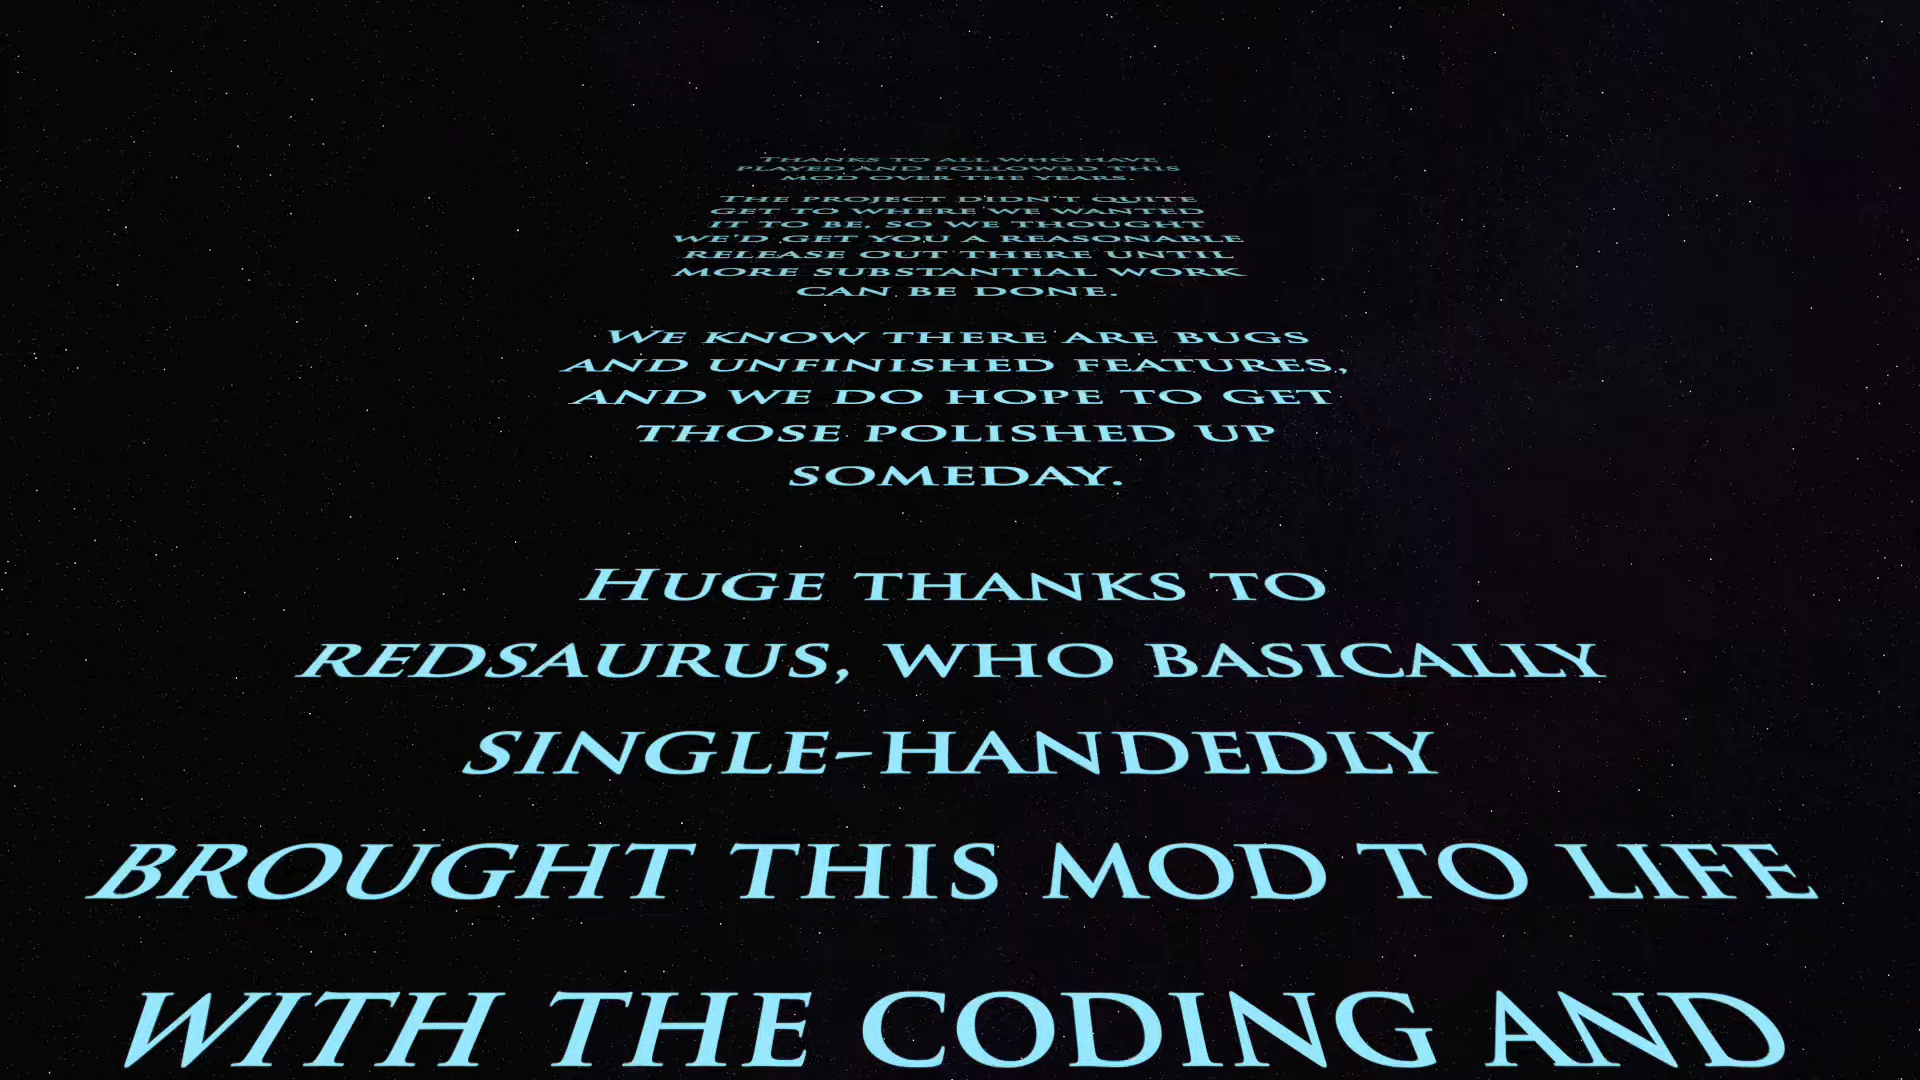 Thanks to all who have
played and followed this
mod over the years.
The project didn't quite
get to where we wanted
it to be, so we thought
we'd get you a reasonable
release out there until
more substantial work
can be done.
We know there are bugs
and unfinished features,
and we do hope to get
those polished up
someday.
Huge thanks to
redsaurus, who basically
single-handedly
brought this mod to life
with the coding and